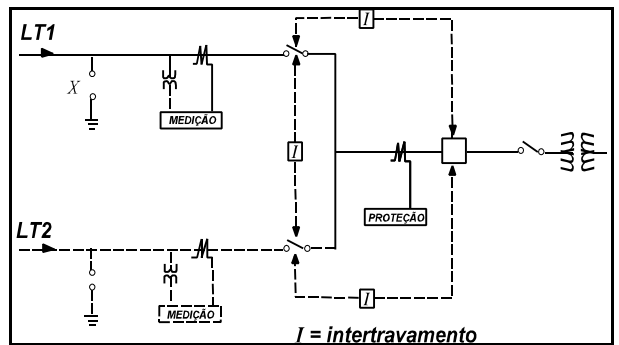 I
LT1
X
MEDIÇÃO
I
PROTEÇÃO
LT2
MEDIÇÃO
I
I = intertravamento